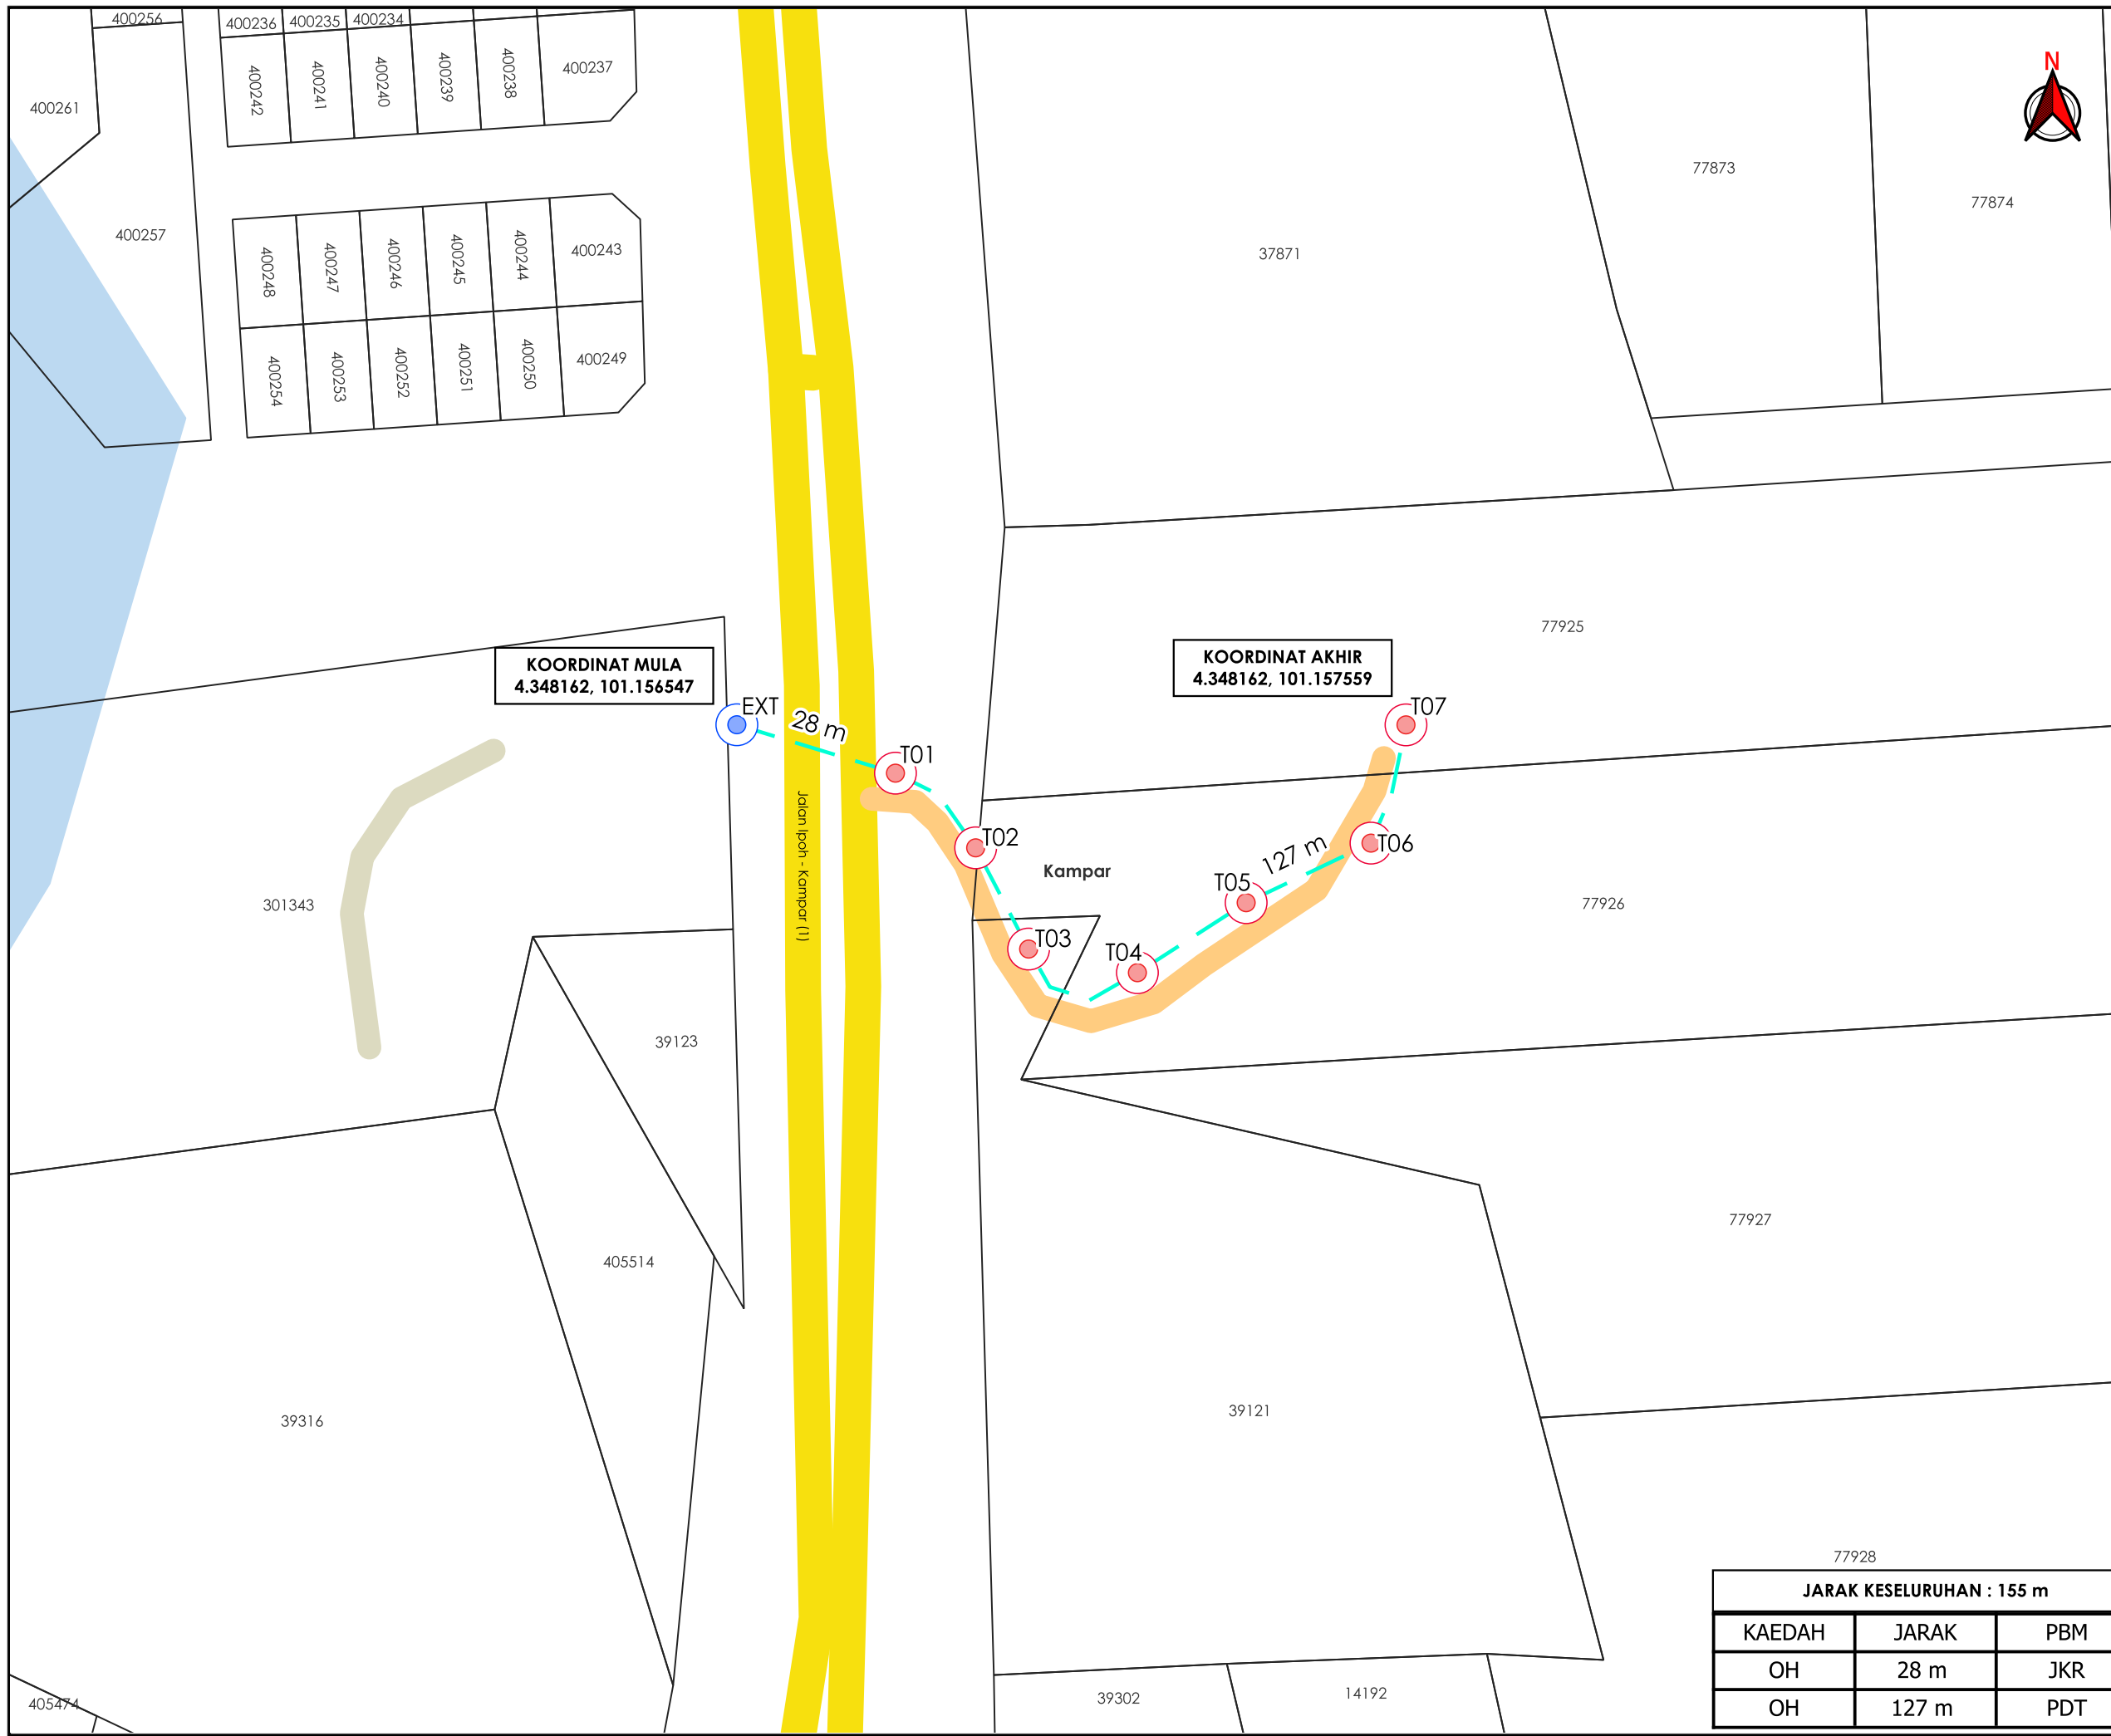 400256
400236
400235
400234
400242
400241
400240
400239
400238
400237
400261
N
77873
77874
400257
37871
400248
400247
400246
400245
400244
400243
400254
400253
400252
400251
400250
400249
77925
KOORDINAT MULA
4.348162, 101.156547
KOORDINAT AKHIR
4.348162, 101.157559
EXT
28 m
T01
T07
T02
Jalan Ipoh - Kampar (1)
Kampar
127 m
T06
T05
301343
77926
T03
T04
39123
77927
405514
39316
39121
77928
405474
39302
14192
JARAK KESELURUHAN : 155 m
KAEDAH JARAK PBM
OH 28 m JKR
OH 127 m PDT